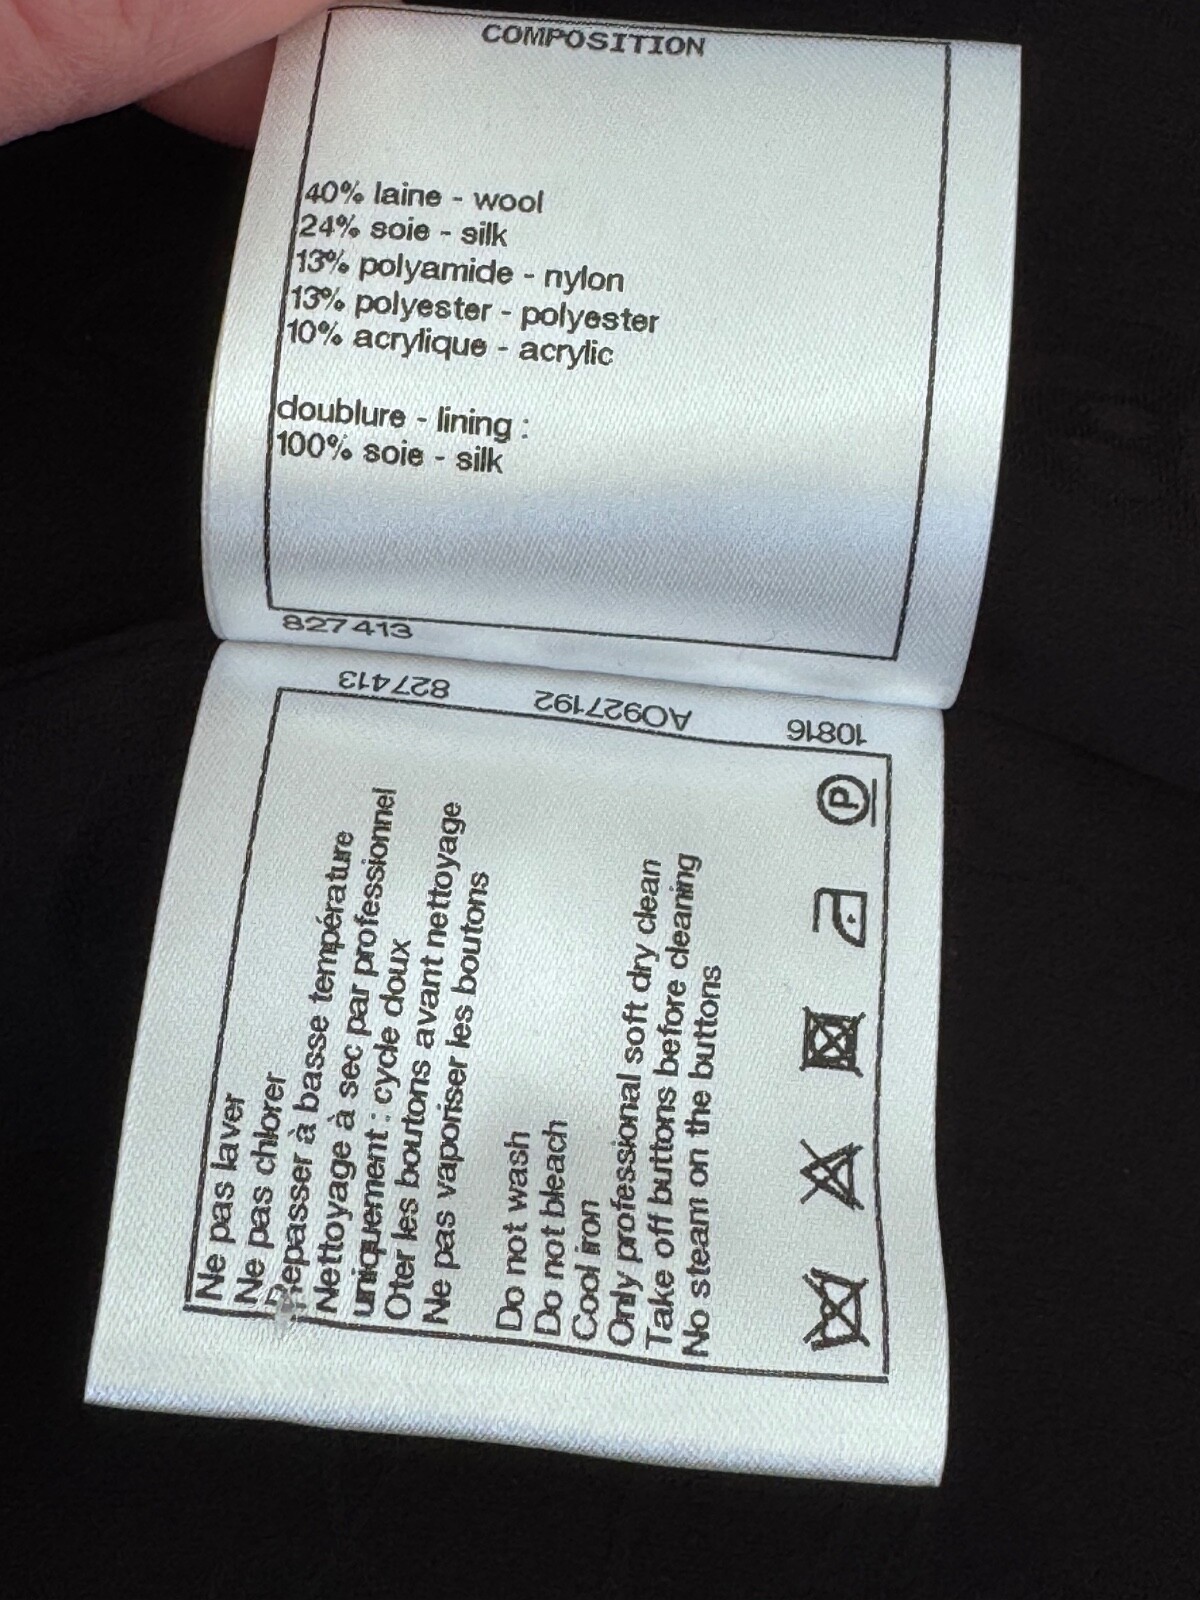 COMPOSITION
40% laine - wool
24% soie - silk
13% polyamide - nylon
13% polyester - polyester
10% acrylique - acrylic
doublure - lining :
100% soie - silk
827413
827413 AO927192 10816
Ne pas laver
Ne pas chlorer
Repasser à basse température
Nettoyage à sec par professionnel
uniquement : cycle doux
Oter les boutons avant nettoyage
Ne pas vaporiser les boutons
Do not wash
Do not bleach
Cool iron
Only professional soft dry clean
Take off buttons before cleaning
No steam on the buttons
P